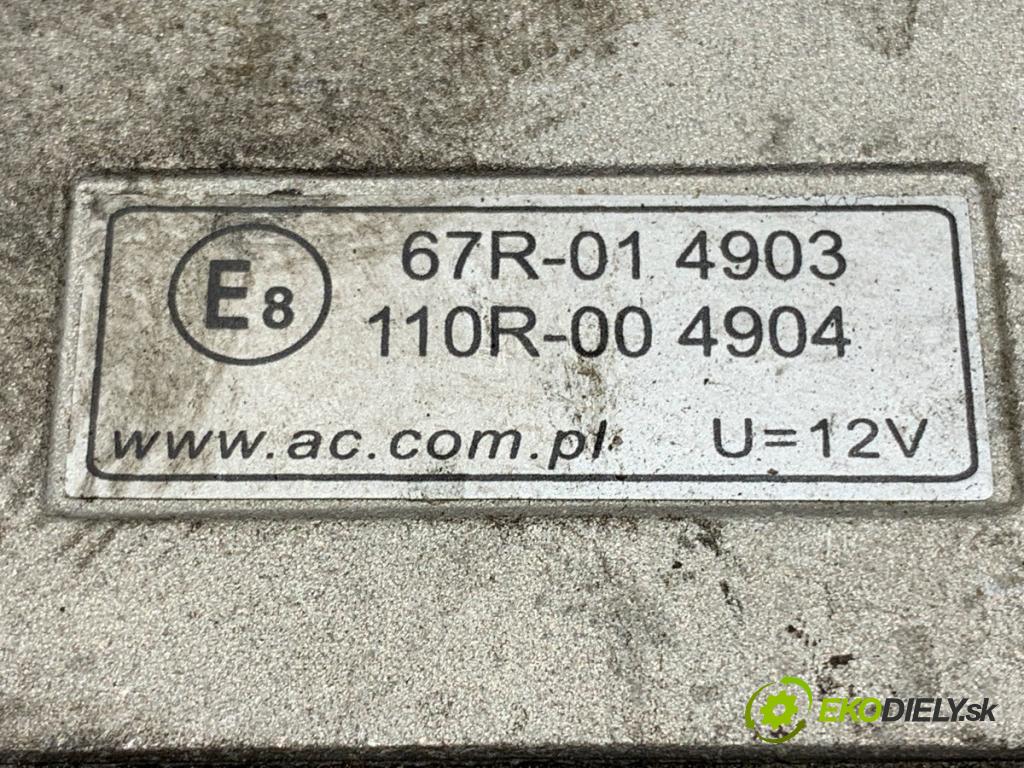 E8
67R-01 4903
110R-00 4904
www.ac.com.pl U=12V
EKODIELY.sk